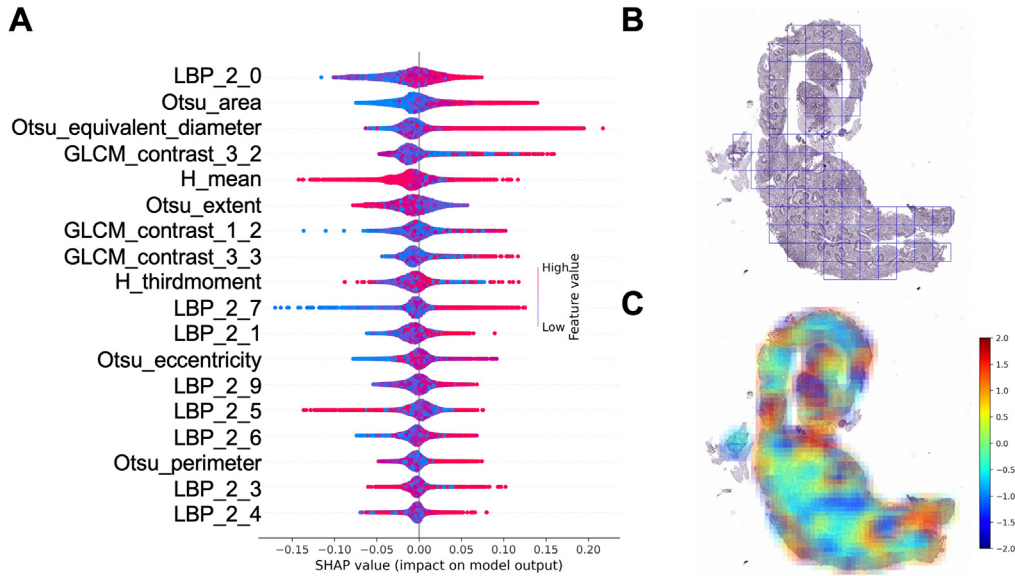 A
LBP_2_0
Otsu_area
Otsu_equivalent_diameter
GLCM_contrast_3_2
H_mean
Otsu_extent
GLCM_contrast_1_2
GLCM_contrast_3_3
H_thirdmoment
LBP_2_7
LBP_2_1
Otsu_eccentricity
LBP_2_9
LBP_2_5
LBP_2_6
Otsu_perimeter
LBP_2_3
LBP_2_4
−0.15 −0.10 −0.05 0.00 0.05 0.10 0.15 0.20
SHAP value (impact on model output)
High
Feature value
Low
B
C
2.0
1.5
1.0
0.5
0.0
−0.5
−1.0
−1.5
−2.0